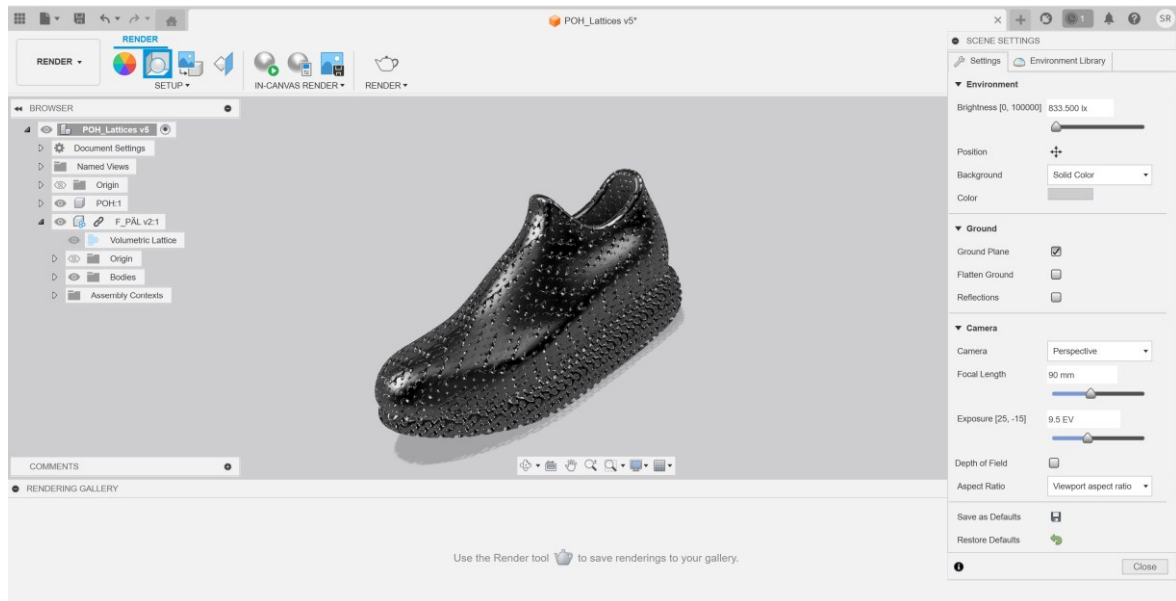 POH_Lattices v5*
1
SR
RENDER
RENDER
SETUP
IN-CANVAS RENDER
RENDER
BROWSER
POH_Lattices v5
Document Settings
Named Views
Origin
POH:1
F_PÄL v2:1
Volumetric Lattice
Origin
Bodies
Assembly Contexts
COMMENTS
RENDERING GALLERY
Use the Render tool to save renderings to your gallery.
SCENE SETTINGS
Settings Environment Library
Environment
Brightness [0, 100000] 833.500 lx
Position
Background Solid Color
Color
Ground
Ground Plane
Flatten Ground
Reflections
Camera
Camera Perspective
Focal Length 90 mm
Exposure [25, -15] 9.5 EV
Depth of Field
Aspect Ratio Viewport aspect ratio
Save as Defaults
Restore Defaults
Close